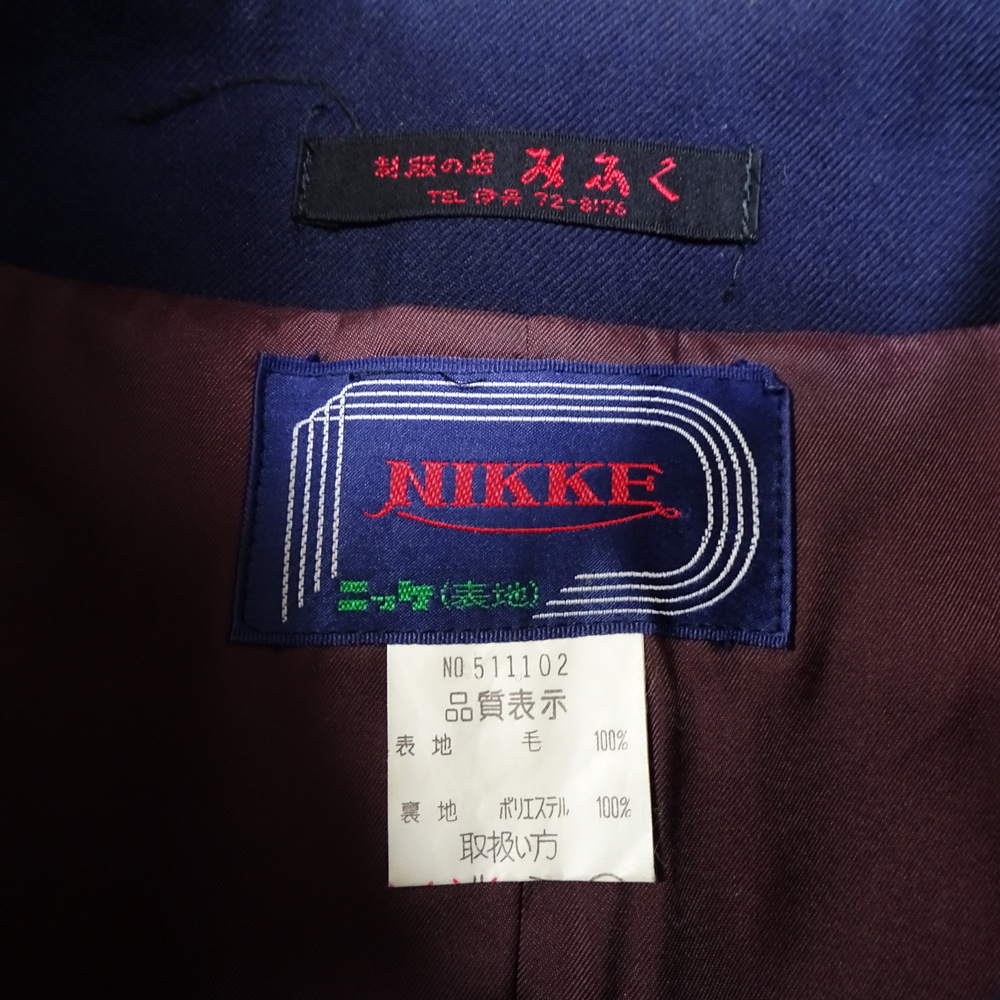 制服の店 みふく
TEL 伊丹 72-8176
NIKKE
ニッケ(表地)
NO 511102
品質表示
表地 毛 100%
裏地 ポリエステル 100%
取扱い方